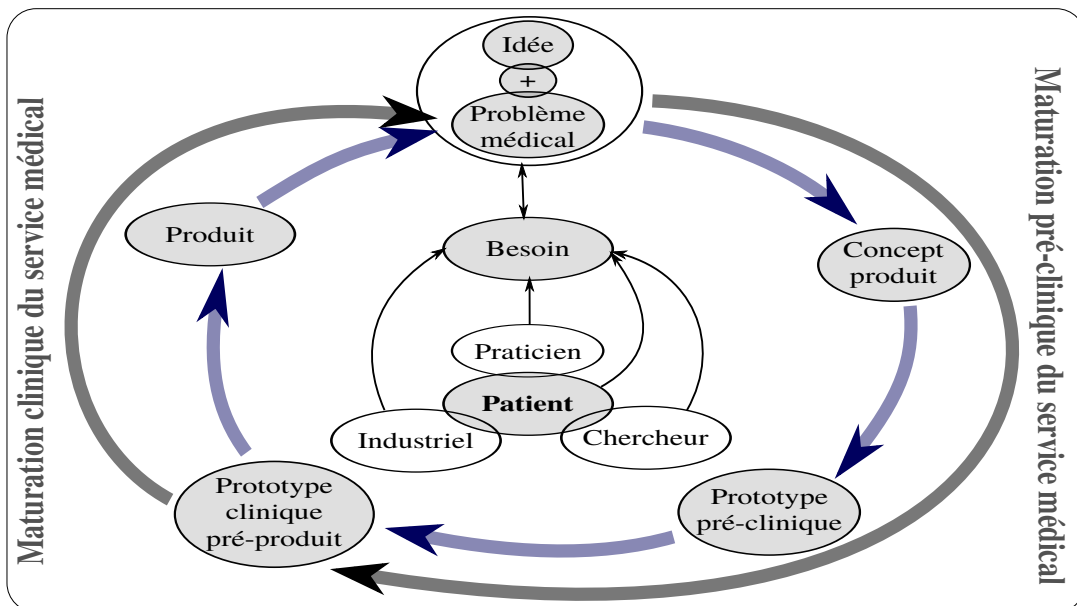 Maturation clinique du service médical
Idée
+
Problème
médical
Maturation pré-clinique du service médical
Produit
Besoin
Concept
produit
Praticien
Patient
Industriel
Chercheur
Prototype
clinique
pré-produit
Prototype
pré-clinique